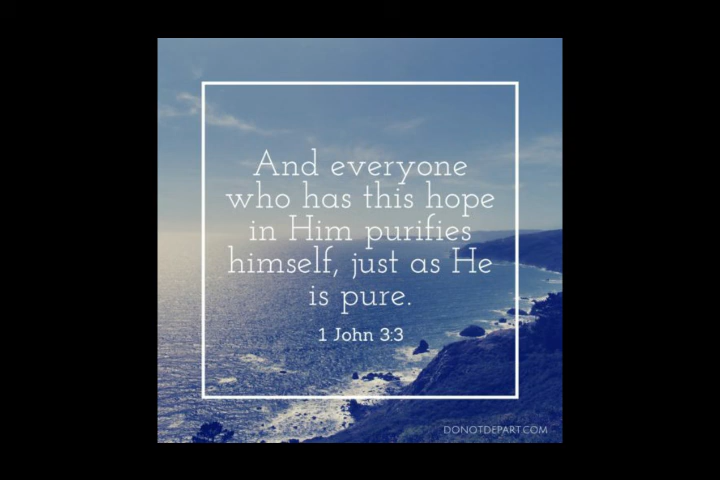 And everyone
who has this hope
in Him purifies
himself, just as He
is pure.
1 John 3:3
DONOTDEPART.COM